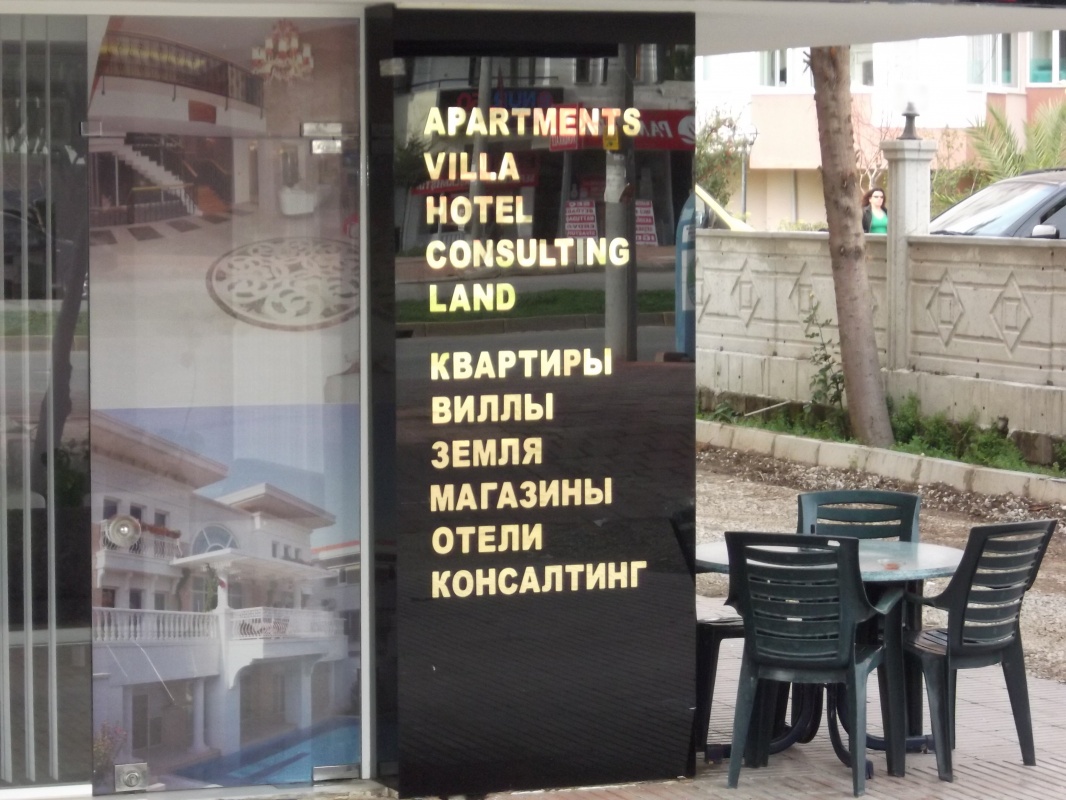 APARTMENTS
VILLA
HOTEL
CONSULTING
LAND
КВАРТИРЫ
ВИЛЛЫ
ЗЕМЛЯ
МАГАЗИНЫ
ОТЕЛИ
КОНСАЛТИНГ